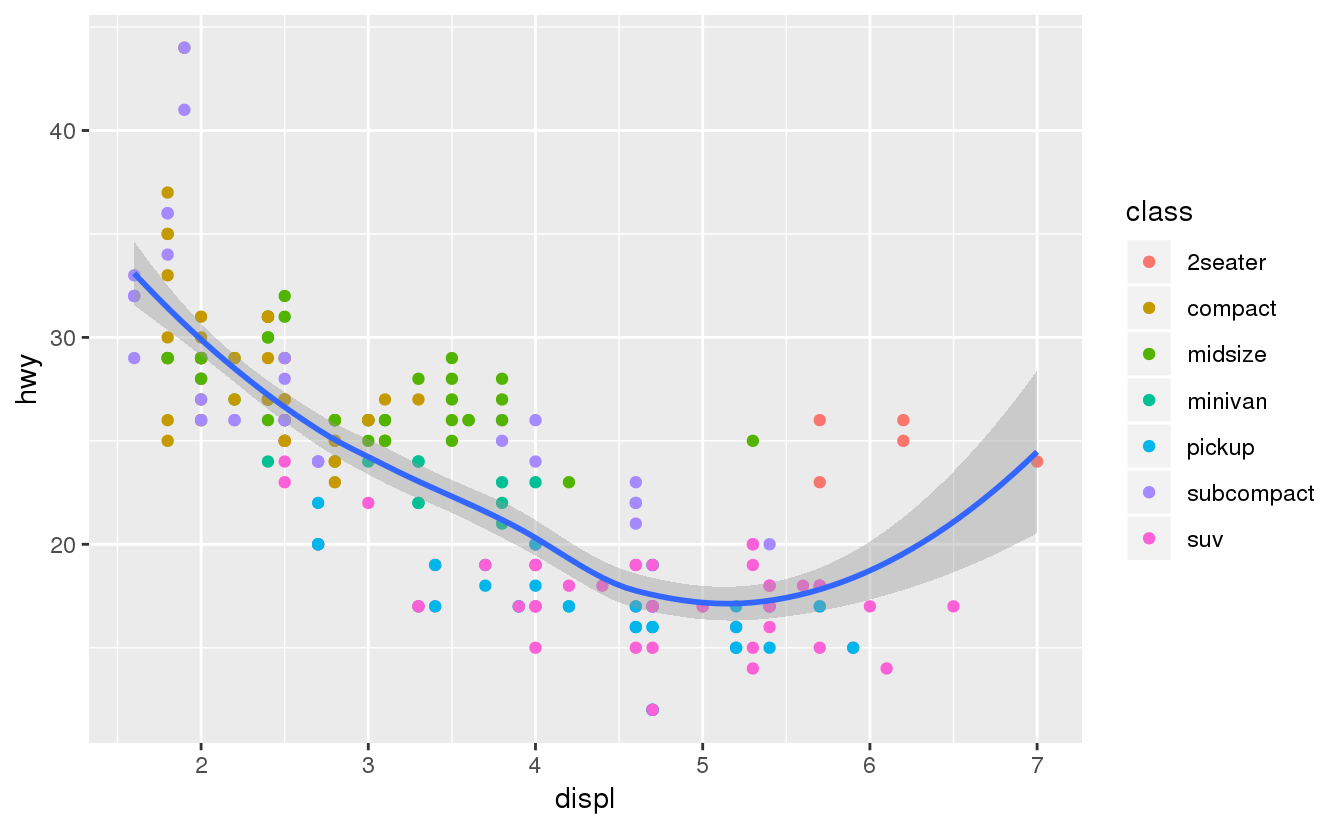 hwy
40
30
20
2 3 4 5 6 7
displ
class
2seater
compact
midsize
minivan
pickup
subcompact
suv